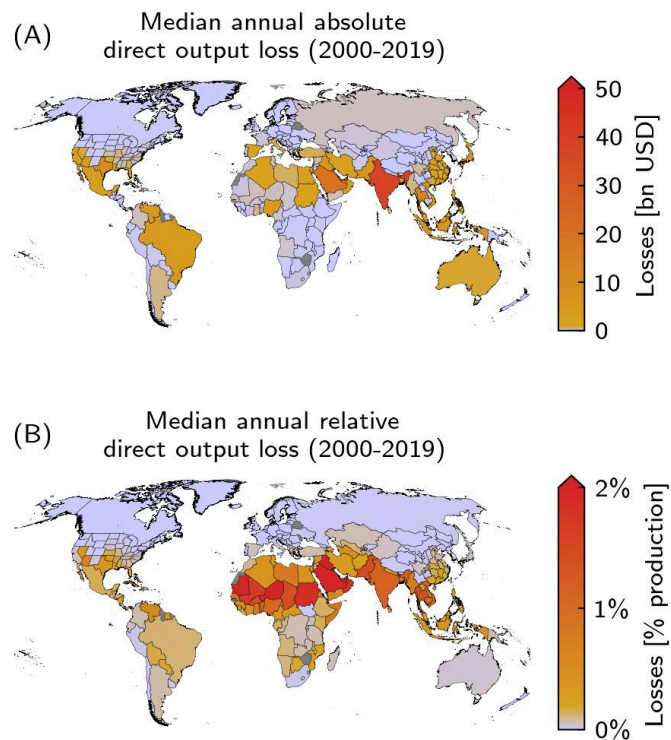 (A)
Median annual absolute
direct output loss (2000-2019)
50
40
30
20
10
0
Losses [bn USD]
(B)
Median annual relative
direct output loss (2000-2019)
2%
1%
0%
Losses [% production]